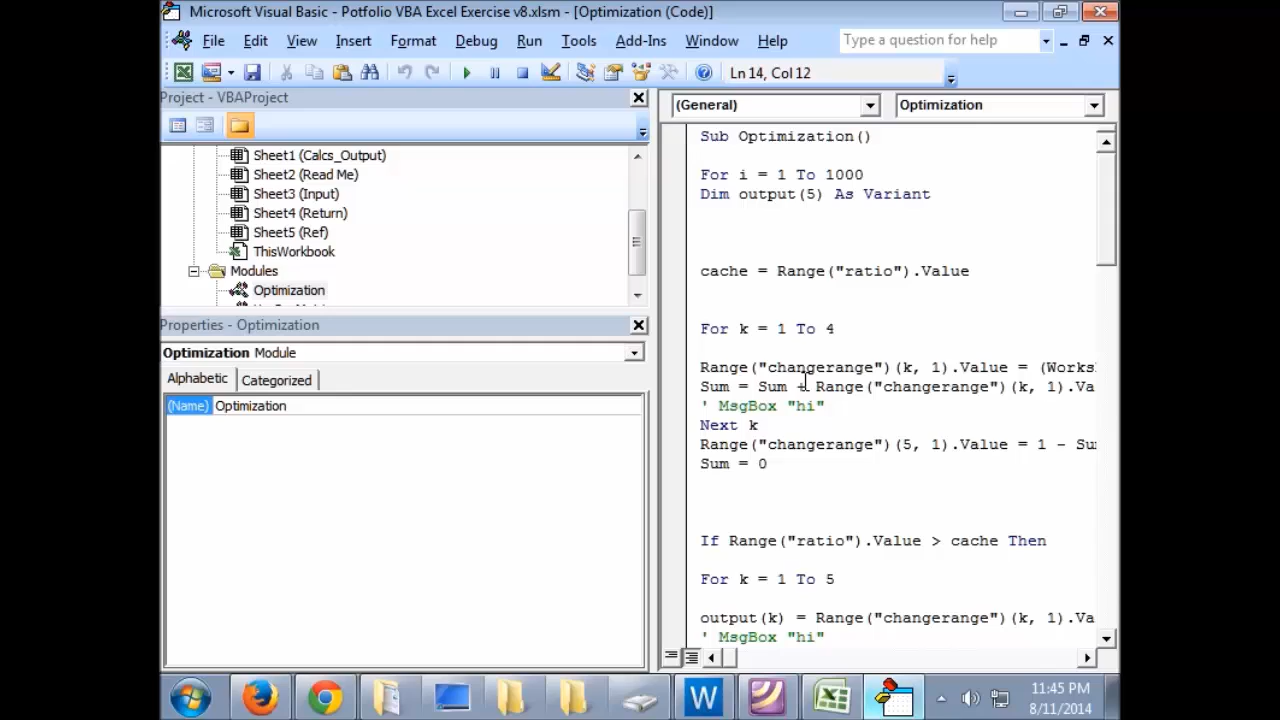 Microsoft Visual Basic - Potfolio VBA Excel Exercise v8.xlsm - [Optimization (Code)]
File Edit View Insert Format Debug Run Tools Add-Ins Window Help Type a question for help
Ln 14, Col 12
Project - VBAProject
Sheet1 (Calcs_Output)
Sheet2 (Read Me)
Sheet3 (Input)
Sheet4 (Return)
Sheet5 (Ref)
ThisWorkbook
Modules
Optimization
Properties - Optimization
Optimization Module
Alphabetic Categorized
(Name) Optimization
(General) Optimization
Sub Optimization()
For i = 1 To 1000
Dim output(5) As Variant
cache = Range("ratio").Value
For k = 1 To 4
Range("changerange")(k, 1).Value = (Works
Sum = Sum + Range("changerange")(k, 1).Va
' MsgBox "hi"
Next k
Range("changerange")(5, 1).Value = 1 - Su
Sum = 0
If Range("ratio").Value > cache Then
For k = 1 To 5
output(k) = Range("changerange")(k, 1).Va
' MsgBox "hi"
W
11:45 PM
8/11/2014